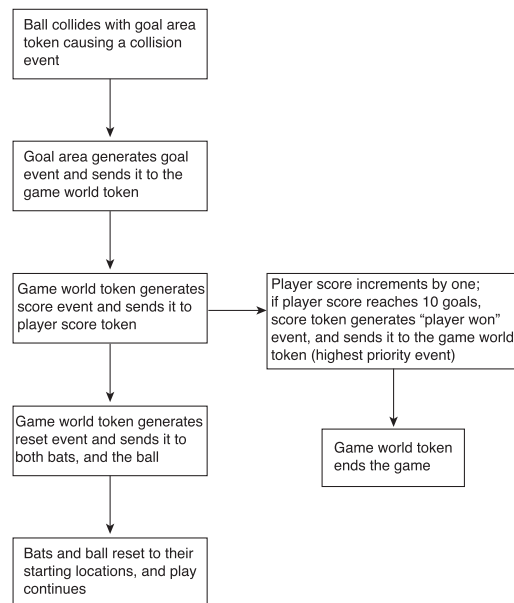 Ball collides with goal area
token causing a collision
event
Goal area generates goal
event and sends it to the
game world token
Game world token generates
score event and sends it to
player score token
Player score increments by one;
if player score reaches 10 goals,
score token generates “player won”
event, and sends it to the game world
token (highest priority event)
Game world token generates
reset event and sends it to
both bats, and the ball
Game world token
ends the game
Bats and ball reset to their
starting locations, and play
continues